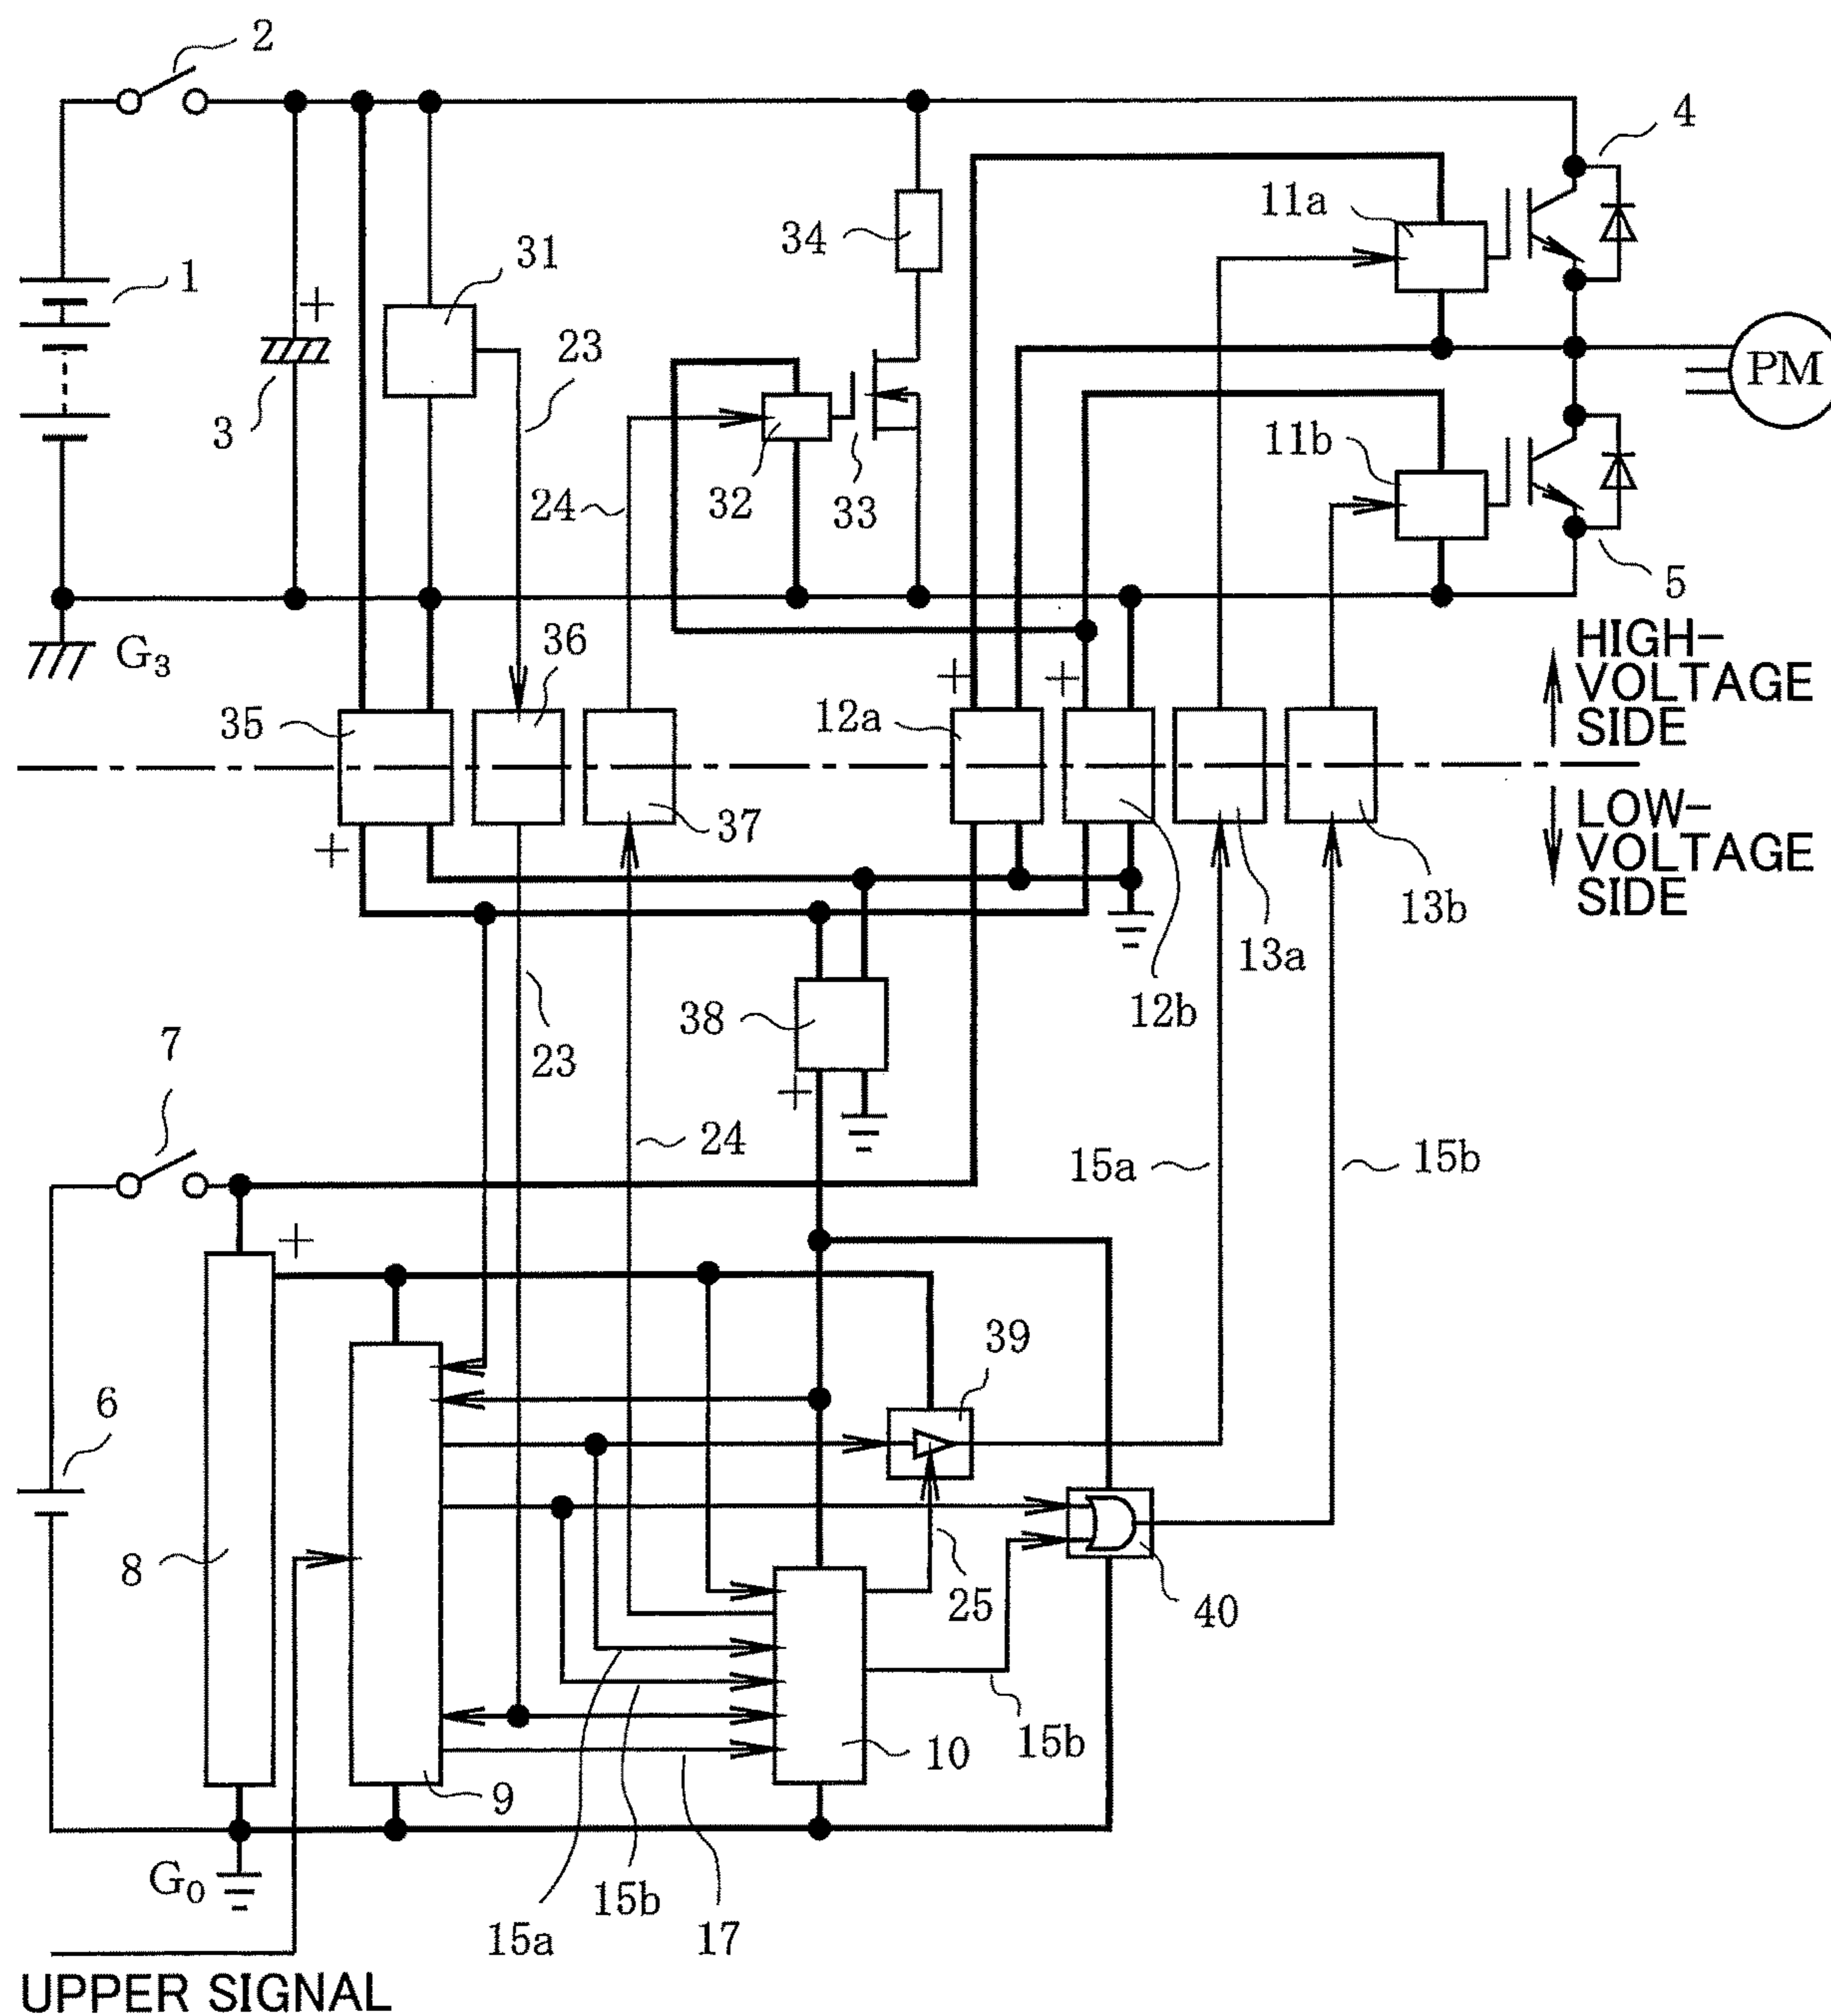 2
4
11a
34
31
1
+
23
PM
3
11b
32
24
33
5
G3
36
HIGH-
VOLTAGE
SIDE
+
+
35
12a
37
LOW-
VOLTAGE
SIDE
+
13b
13a
12b
38
7
23
+
24
15a
15b
+
39
6
8
25
40
15b
10
9
G0
15b
15a
17
UPPER SIGNAL